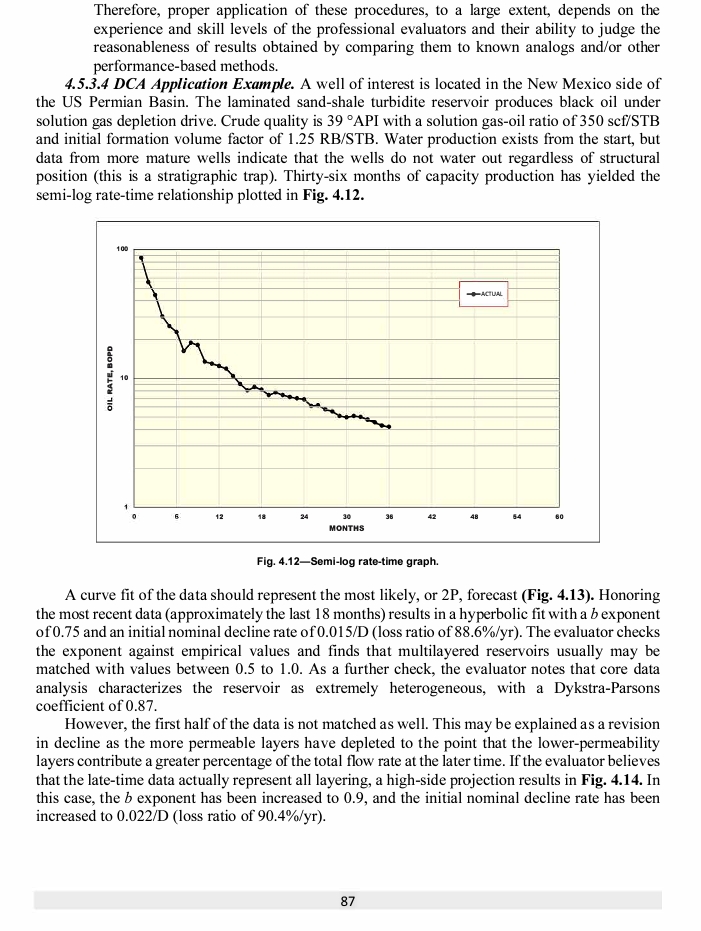 Therefore, proper application of these procedures, to a large extent, depends on the
experience and skill levels of the professional evaluators and their ability to judge the
reasonableness of results obtained by comparing them to known analogs and/or other
performance-based methods.
4.5.3.4 DCA Application Example. A well of interest is located in the New Mexico side of
the US Permian Basin. The laminated sand-shale turbidite reservoir produces black oil under
solution gas depletion drive. Crude quality is 39 °API with a solution gas-oil ratio of 350 scf/STB
and initial formation volume factor of 1.25 RB/STB. Water production exists from the start, but
data from more mature wells indicate that the wells do not water out regardless of structural
position (this is a stratigraphic trap). Thirty-six months of capacity production has yielded the
semi-log rate-time relationship plotted in Fig. 4.12.
100
ACTUAL
OIL RATE, BOPD
10
1
0 6 12 18 24 30 36 42 48 54 60
MONTHS
Fig. 4.12—Semi-log rate-time graph.
A curve fit of the data should represent the most likely, or 2P, forecast (Fig. 4.13). Honoring
the most recent data (approximately the last 18 months) results in a hyperbolic fit with a b exponent
of 0.75 and an initial nominal decline rate of 0.015/D (loss ratio of 88.6%/yr). The evaluator checks
the exponent against empirical values and finds that multilayered reservoirs usually may be
matched with values between 0.5 to 1.0. As a further check, the evaluator notes that core data
analysis characterizes the reservoir as extremely heterogeneous, with a Dykstra-Parsons
coefficient of 0.87.
However, the first half of the data is not matched as well. This may be explained as a revision
in decline as the more permeable layers have depleted to the point that the lower-permeability
layers contribute a greater percentage of the total flow rate at the later time. If the evaluator believes
that the late-time data actually represent all layering, a high-side projection results in Fig. 4.14. In
this case, the b exponent has been increased to 0.9, and the initial nominal decline rate has been
increased to 0.022/D (loss ratio of 90.4%/yr).
87